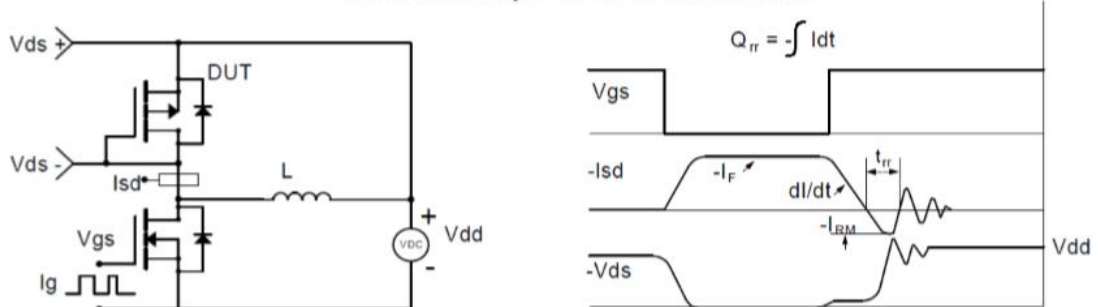 Vds +
DUT
Vds -
Isd
L
Vgs
+
VDC
-
Vdd
Ig
Qrr = -∫ Idt
Vgs
-Isd
-IF
dI/dt
trr
-IRM
Vdd
-Vds